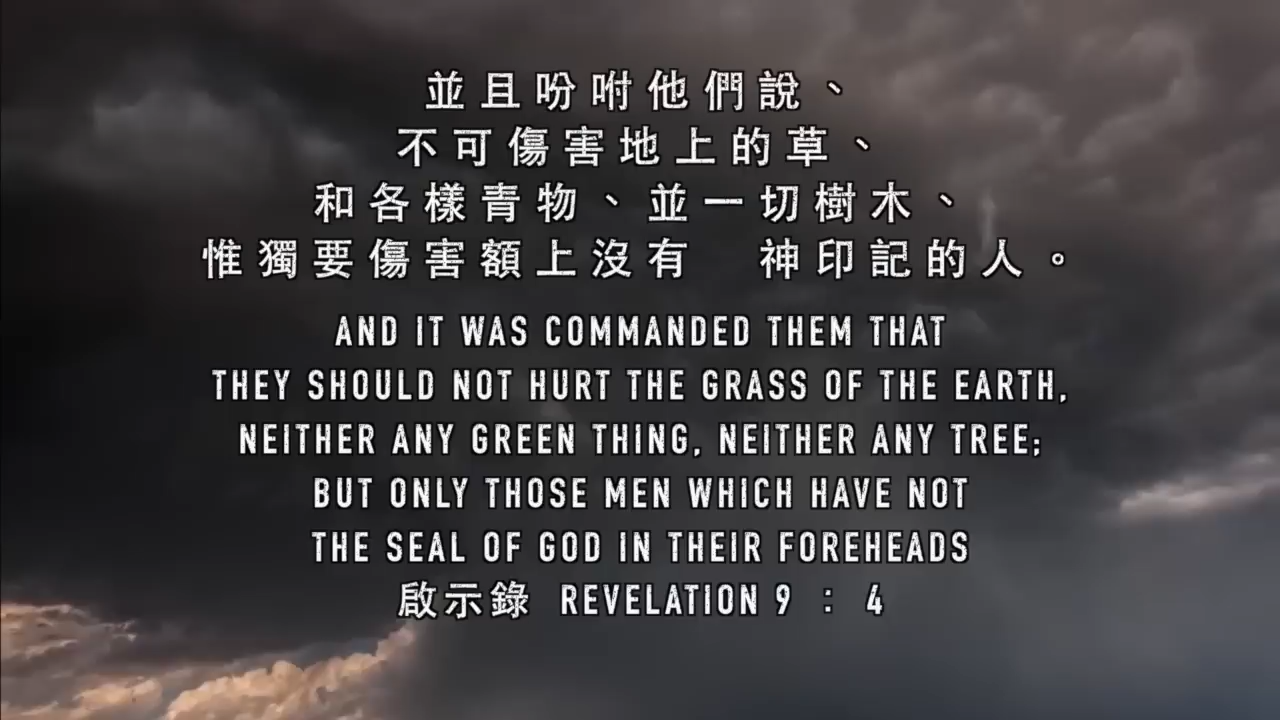 並且吩咐他們說、
不可傷害地上的草、
和各樣青物、並一切樹木、
惟獨要傷害額上沒有　神印記的人。
AND IT WAS COMMANDED THEM THAT
THEY SHOULD NOT HURT THE GRASS OF THE EARTH,
NEITHER ANY GREEN THING, NEITHER ANY TREE;
BUT ONLY THOSE MEN WHICH HAVE NOT
THE SEAL OF GOD IN THEIR FOREHEADS
啟示錄 REVELATION 9 : 4